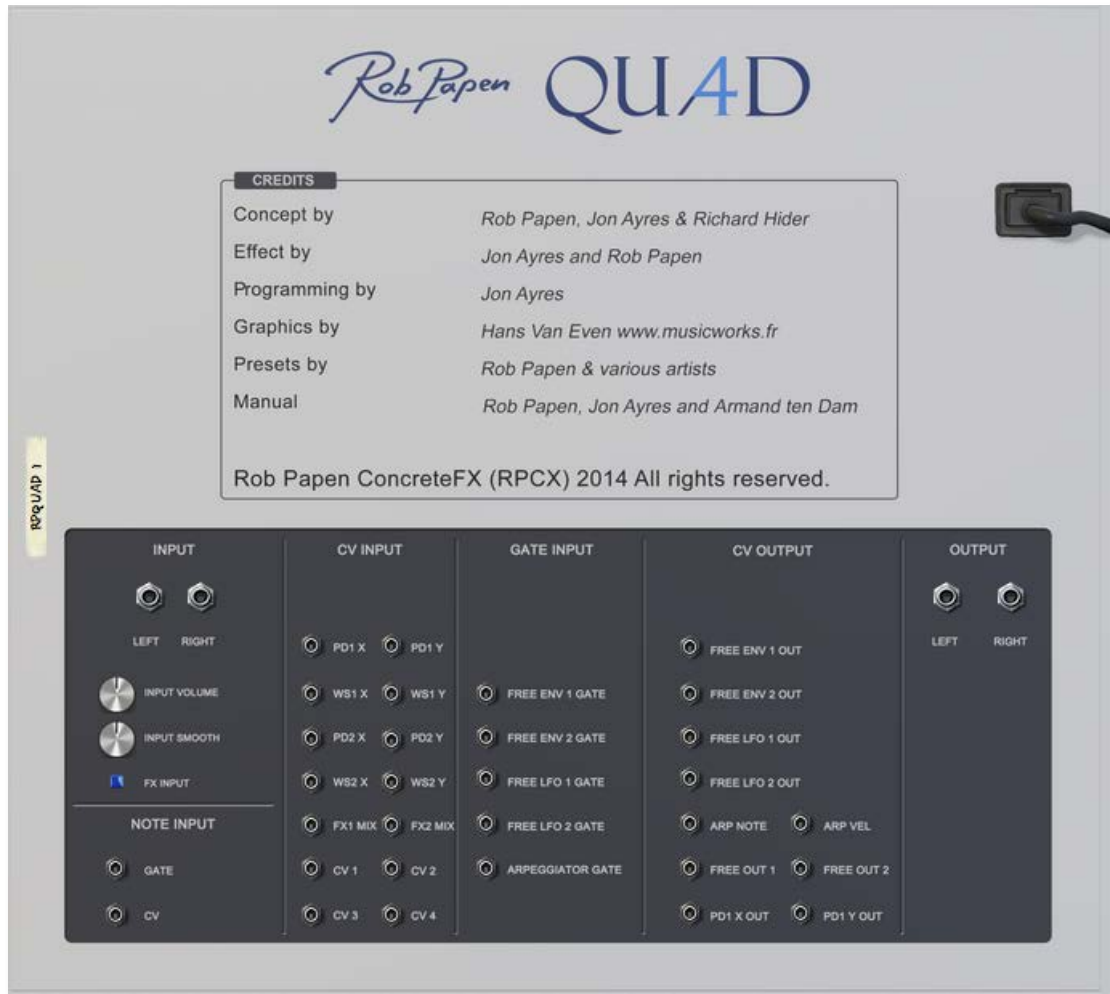 Rob Papen QU4D
CREDITS
Concept by Rob Papen, Jon Ayres & Richard Hider
Effect by Jon Ayres and Rob Papen
Programming by Jon Ayres
Graphics by Hans Van Even www.musicworks.fr
Presets by Rob Papen & various artists
Manual Rob Papen, Jon Ayres and Armand ten Dam
Rob Papen ConcreteFX (RPCX) 2014 All rights reserved.
RPQUAD 1
INPUT
LEFT RIGHT
INPUT VOLUME
INPUT SMOOTH
FX INPUT
NOTE INPUT
GATE
CV
CV INPUT
PD1 X PD1 Y
WS1 X WS1 Y
PD2 X PD2 Y
WS2 X WS2 Y
FX1 MIX FX2 MIX
CV 1 CV 2
CV 3 CV 4
GATE INPUT
FREE ENV 1 GATE
FREE ENV 2 GATE
FREE LFO 1 GATE
FREE LFO 2 GATE
ARPEGGIATOR GATE
CV OUTPUT
FREE ENV 1 OUT
FREE ENV 2 OUT
FREE LFO 1 OUT
FREE LFO 2 OUT
ARP NOTE ARP VEL
FREE OUT 1 FREE OUT 2
PD1 X OUT PD1 Y OUT
OUTPUT
LEFT RIGHT